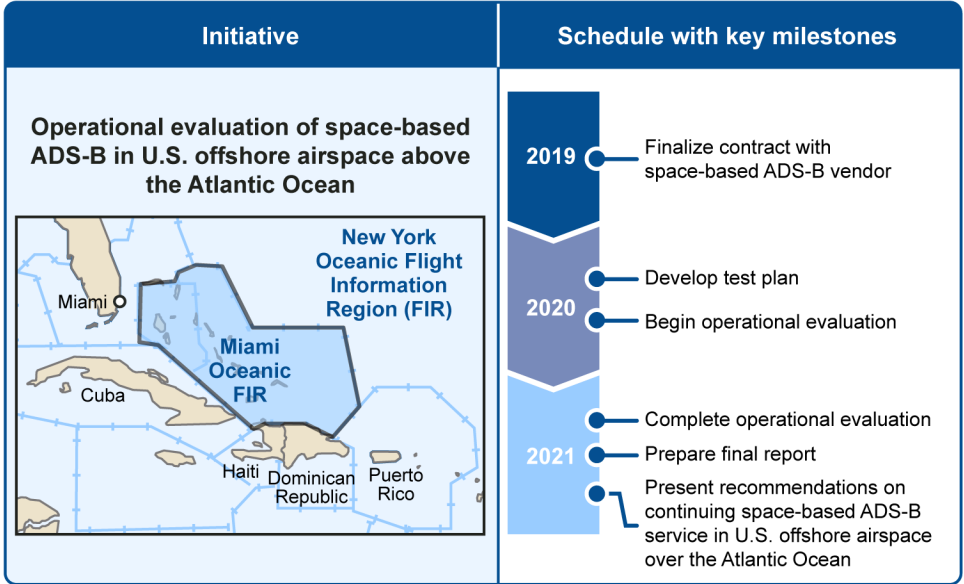 Initiative
Schedule with key milestones
Operational evaluation of space-based
ADS-B in U.S. offshore airspace above
the Atlantic Ocean
New York
Oceanic Flight
Information
Region (FIR)
Miami
Miami
Oceanic
FIR
Cuba
Haiti
Dominican
Republic
Puerto
Rico
2019
Finalize contract with
space-based ADS-B vendor
2020
Develop test plan
Begin operational evaluation
2021
Complete operational evaluation
Prepare final report
Present recommendations on
continuing space-based ADS-B
service in U.S. offshore airspace
over the Atlantic Ocean